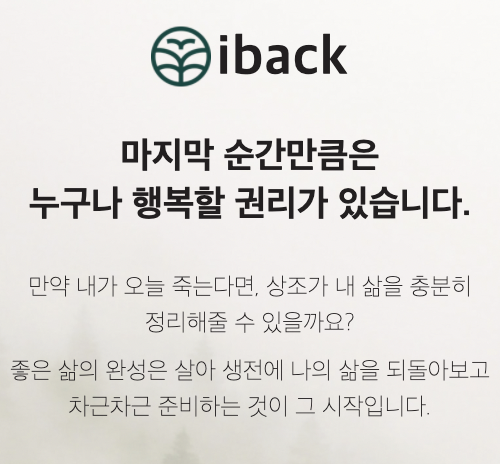 iback
마지막 순간만큼은
누구나 행복할 권리가 있습니다.
만약 내가 오늘 죽는다면, 상조가 내 삶을 충분히
정리해줄 수 있을까요?
좋은 삶의 완성은 살아 생전에 나의 삶을 되돌아보고
차근차근 준비하는 것이 그 시작입니다.